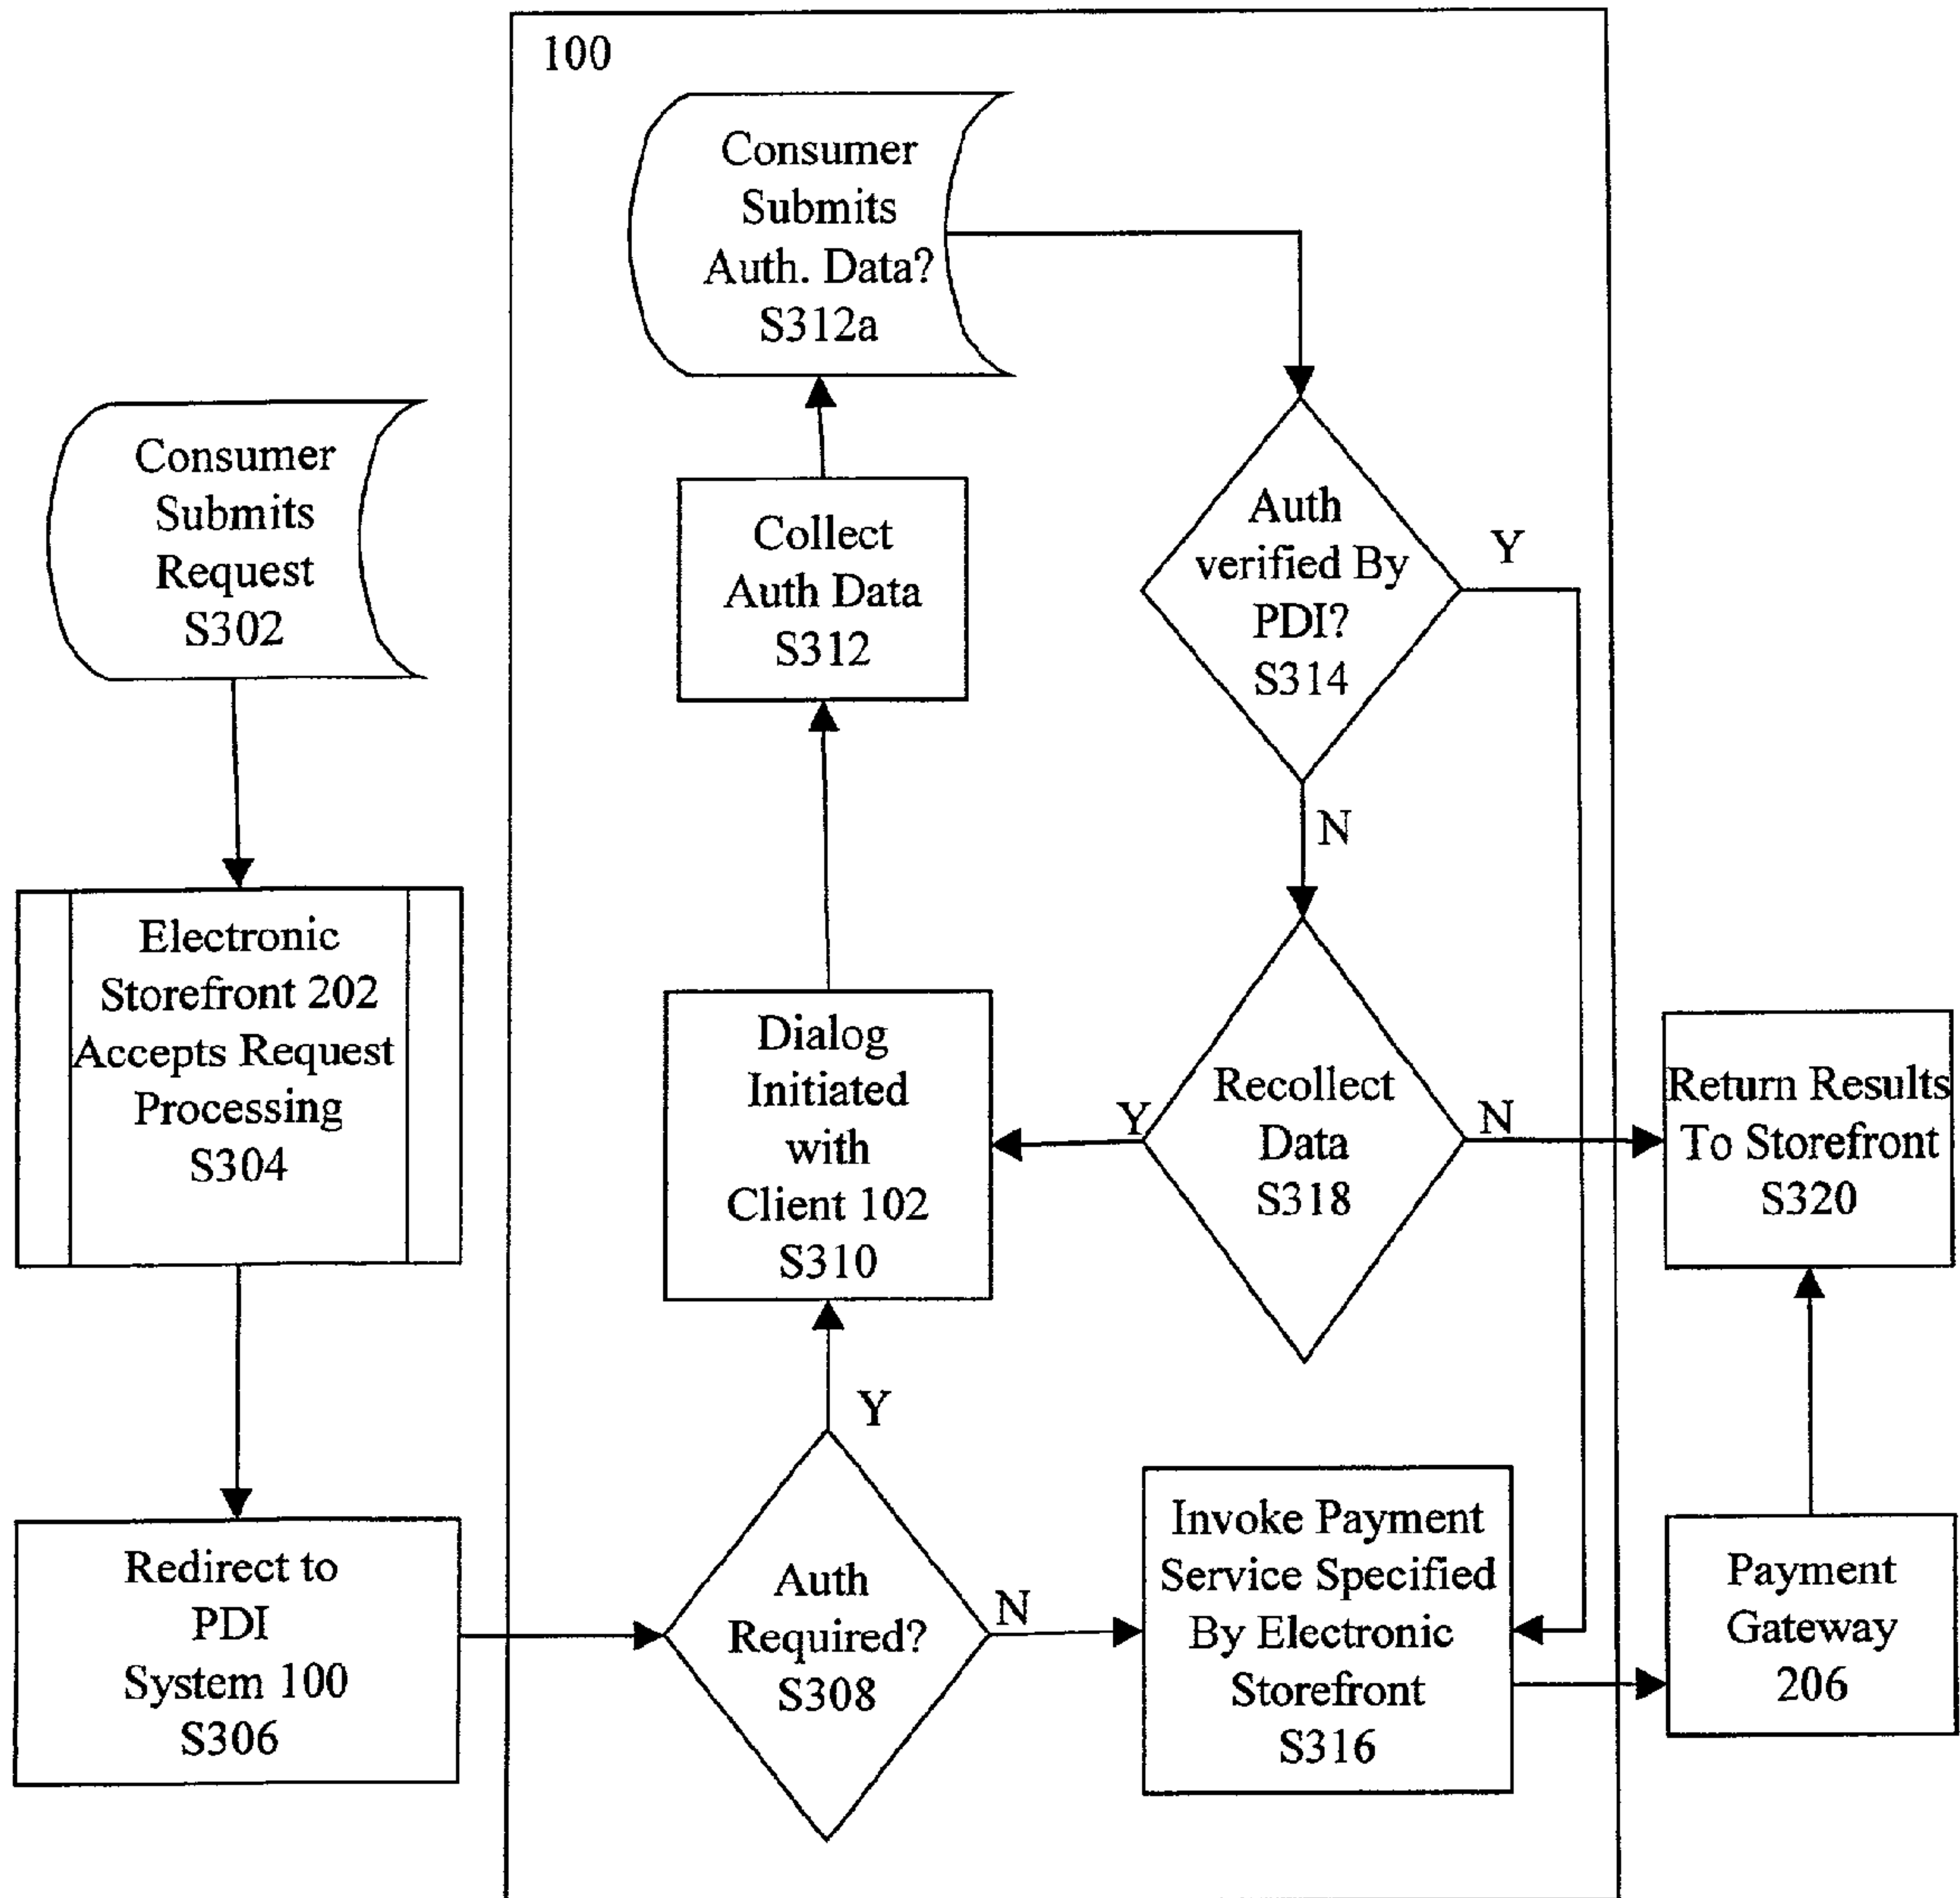 100
Consumer
Submits
Auth. Data?
S312a
Consumer
Submits
Request
S302
Collect
Auth Data
S312
Auth
verified By
PDI?
S314
Y
N
Electronic
Storefront 202
Accepts Request
Processing
S304
Dialog
Initiated
with
Client 102
S310
Y
Recollect
Data
S318
N
Return Results
To Storefront
S320
Y
Redirect to
PDI
System 100
S306
Auth
Required?
S308
N
Invoke Payment
Service Specified
By Electronic
Storefront
S316
Payment
Gateway
206